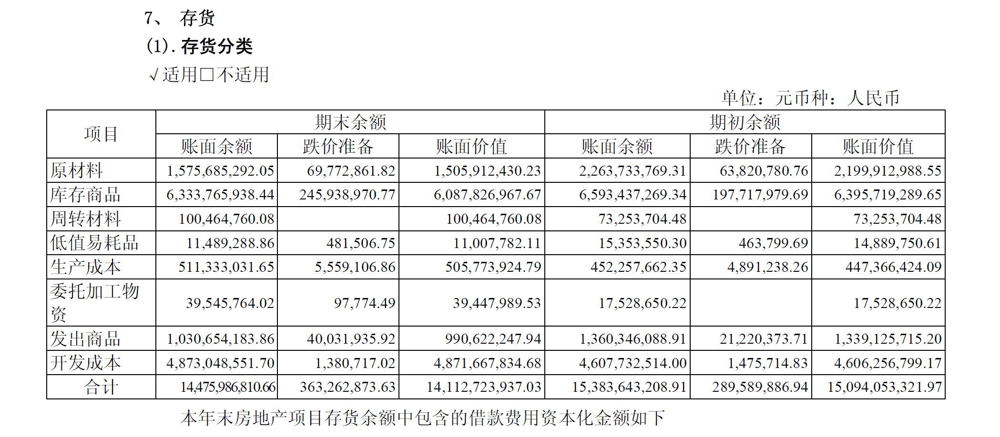 7、 存货
(1). 存货分类
√适用□不适用
单位：元币种：人民币
项目 期末余额 期初余额
账面余额 跌价准备 账面价值 账面余额 跌价准备 账面价值
原材料 1,575,685,292.05 69,772,861.82 1,505,912,430.23 2,263,733,769.31 63,820,780.76 2,199,912,988.55
库存商品 6,333,765,938.44 245,938,970.77 6,087,826,967.67 6,593,437,269.34 197,717,979.69 6,395,719,289.65
周转材料 100,464,760.08 100,464,760.08 73,253,704.48 73,253,704.48
低值易耗品 11,489,288.86 481,506.75 11,007,782.11 15,353,550.30 463,799.69 14,889,750.61
生产成本 511,333,031.65 5,559,106.86 505,773,924.79 452,257,662.35 4,891,238.26 447,366,424.09
委托加工物
资 39,545,764.02 97,774.49 39,447,989.53 17,528,650.22 17,528,650.22
发出商品 1,030,654,183.86 40,031,935.92 990,622,247.94 1,360,346,088.91 21,220,373.71 1,339,125,715.20
开发成本 4,873,048,551.70 1,380,717.02 4,871,667,834.68 4,607,732,514.00 1,475,714.83 4,606,256,799.17
合计 14,475,986,810.66 363,262,873.63 14,112,723,937.03 15,383,643,208.91 289,589,886.94 15,094,053,321.97
本年末房地产项目存货余额中包含的借款费用资本化金额如下